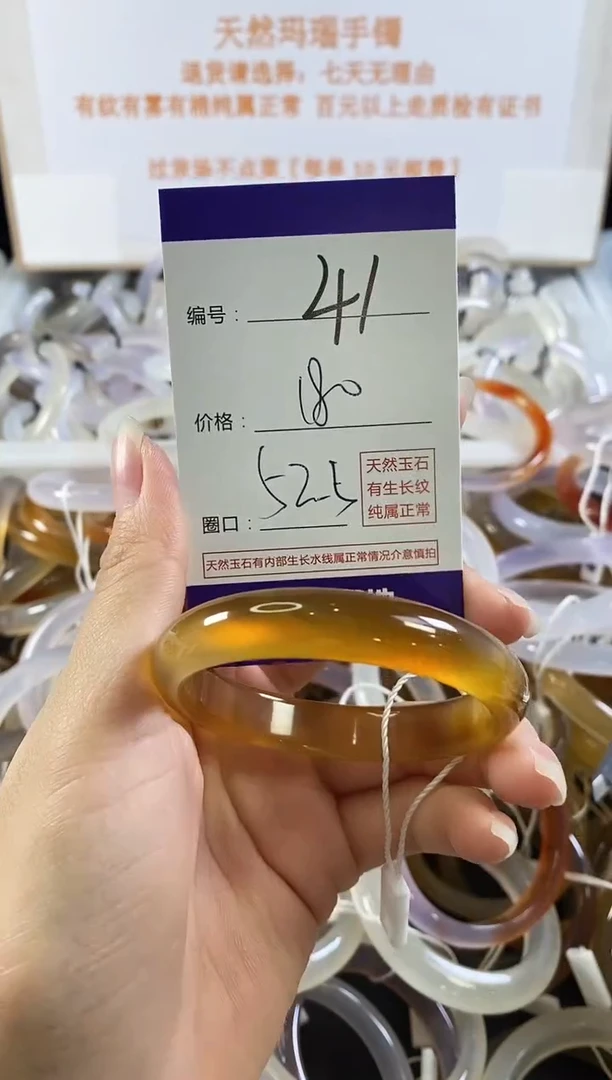 天然玛瑙手镯
退货请选择：七天无理由
有纹有雾有棉纯属正常 百元以上走质检有证书
编号：41
价格：180
圈口：52.5
天然玉石
有生长纹
纯属正常
天然玉石有内部生长水线属正常情况介意慎拍